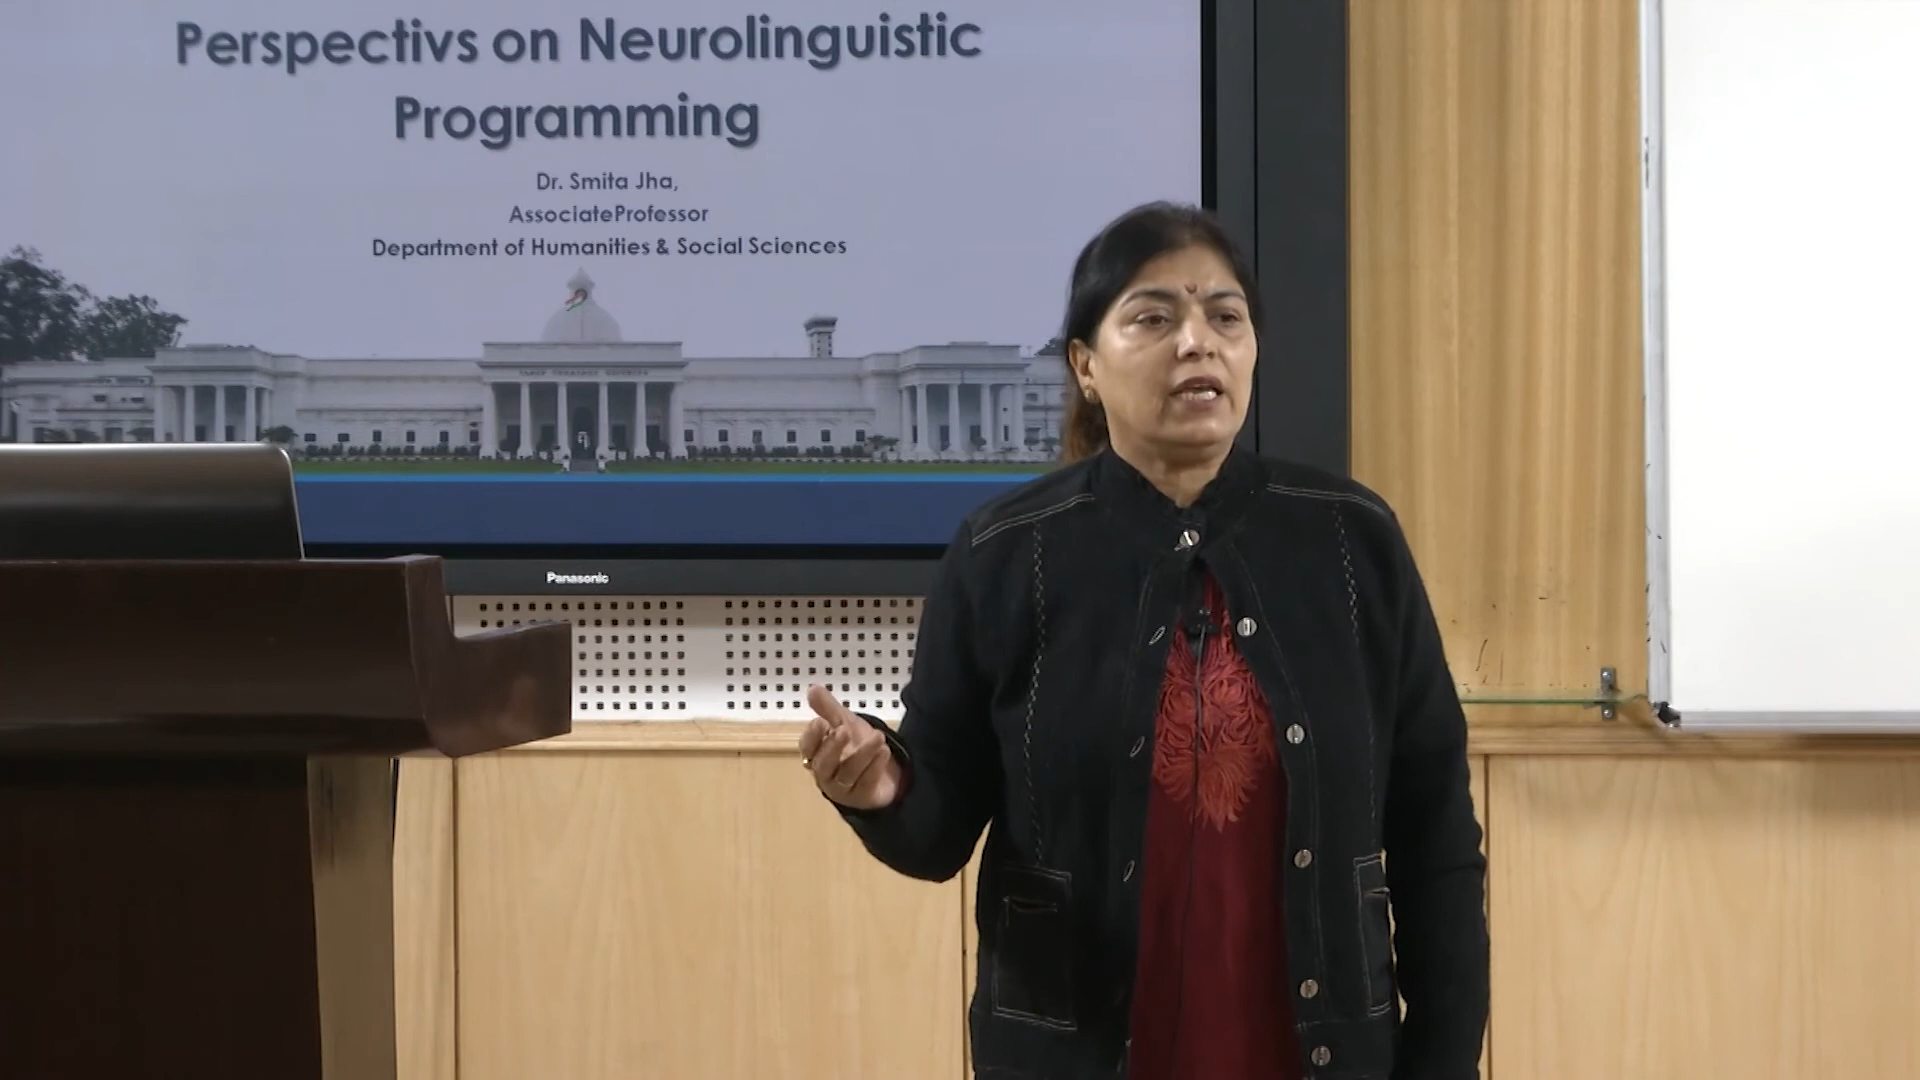 Perspectivs on Neurolinguistic
Programming
Dr. Smita Jha,
AssociateProfessor
Department of Humanities & Social Sciences
Panasonic